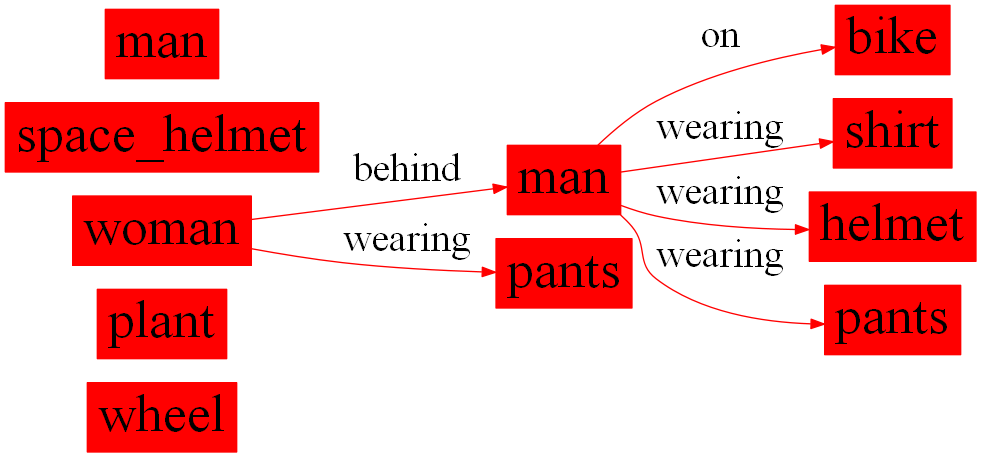 man
space_helmet
woman
plant
wheel
behind
wearing
man
pants
on
wearing
wearing
wearing
bike
shirt
helmet
pants